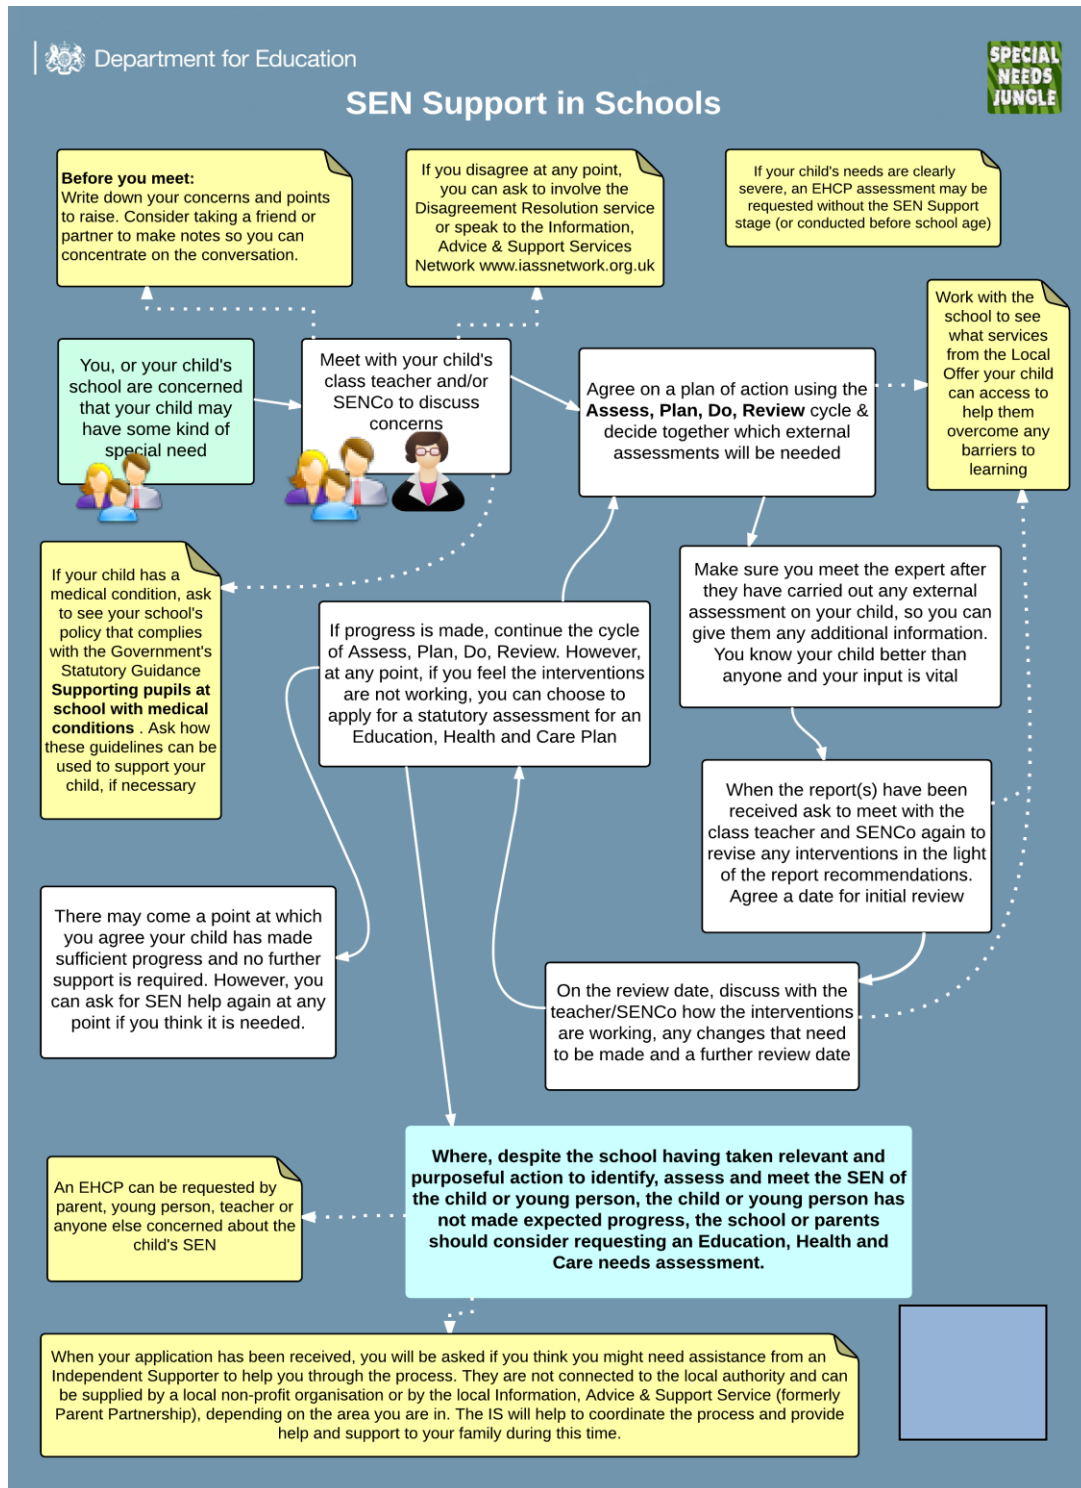 Department for Education
SPECIAL
NEEDS
JUNGLE
SEN Support in Schools
Before you meet:
Write down your concerns and points
to raise. Consider taking a friend or
partner to make notes so you can
concentrate on the conversation.
If you disagree at any point,
you can ask to involve the
Disagreement Resolution service
or speak to the Information,
Advice & Support Services
Network www.iassnetwork.org.uk
If your child's needs are clearly
severe, an EHCP assessment may be
requested without the SEN Support
stage (or conducted before school age)
You, or your child's
school are concerned
that your child may
have some kind of
special need
Meet with your child's
class teacher and/or
SENCo to discuss
concerns
Agree on a plan of action using the
Assess, Plan, Do, Review cycle &
decide together which external
assessments will be needed
Work with the
school to see
what services
from the Local
Offer your child
can access to
help them
overcome any
barriers to
learning
If your child has a
medical condition, ask
to see your school's
policy that complies
with the Government's
Statutory Guidance
Supporting pupils at
school with medical
conditions . Ask how
these guidelines can be
used to support your
child, if necessary
If progress is made, continue the cycle
of Assess, Plan, Do, Review. However,
at any point, if you feel the interventions
are not working, you can choose to
apply for a statutory assessment for an
Education, Health and Care Plan
Make sure you meet the expert after
they have carried out any external
assessment on your child, so you can
give them any additional information.
You know your child better than
anyone and your input is vital
When the report(s) have been
received ask to meet with the
class teacher and SENCo again to
revise any interventions in the light
of the report recommendations.
Agree a date for initial review
There may come a point at which
you agree your child has made
sufficient progress and no further
support is required. However, you
can ask for SEN help again at any
point if you think it is needed.
On the review date, discuss with the
teacher/SENCo how the interventions
are working, any changes that need
to be made and a further review date
Where, despite the school having taken relevant and
purposeful action to identify, assess and meet the SEN of
the child or young person, the child or young person has
not made expected progress, the school or parents
should consider requesting an Education, Health and
Care needs assessment.
An EHCP can be requested by
parent, young person, teacher or
anyone else concerned about the
child's SEN
When your application has been received, you will be asked if you think you might need assistance from an
Independent Supporter to help you through the process. They are not connected to the local authority and can
be supplied by a local non-profit organisation or by the local Information, Advice & Support Service (formerly
Parent Partnership), depending on the area you are in. The IS will help to coordinate the process and provide
help and support to your family during this time.